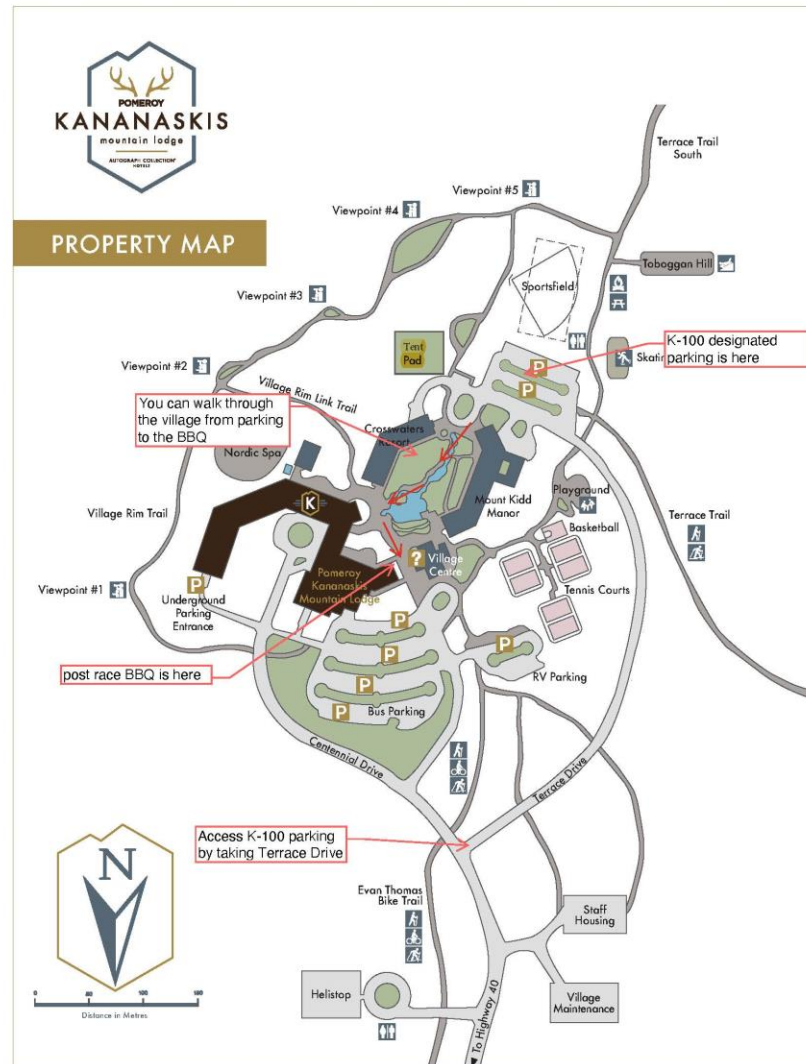 POMEROY
KANANASKIS
mountain lodge
AUTOGRAPH COLLECTION®
HOTELS
PROPERTY MAP
Terrace Trail
South
Viewpoint #5
Viewpoint #4
Toboggan Hill
Sportsfield
Viewpoint #3
K-100 designated
parking is here
Tent
Pad
P
P
Viewpoint #2
Village Rim Link Trail
You can walk through
the village from parking
to the BBQ
Crosswaters
Resort
Nordic Spa
K
Mount Kidd
Manor
Playground
Village Rim Trail
Basketball
Terrace Trail
?
Village
Centre
Pomeroy
Kananaskis
Mountain Lodge
Tennis Courts
Viewpoint #1
P
Underground
Parking
Entrance
P
P
P
RV Parking
post race BBQ is here
P
P
Bus Parking
Centennial Drive
Terrace Drive
Access K-100 parking
by taking Terrace Drive
N
Evan Thomas
Bike Trail
Staff
Housing
Helistop
Village
Maintenance
To Highway 40
0
50
100
150
Distance in Metres